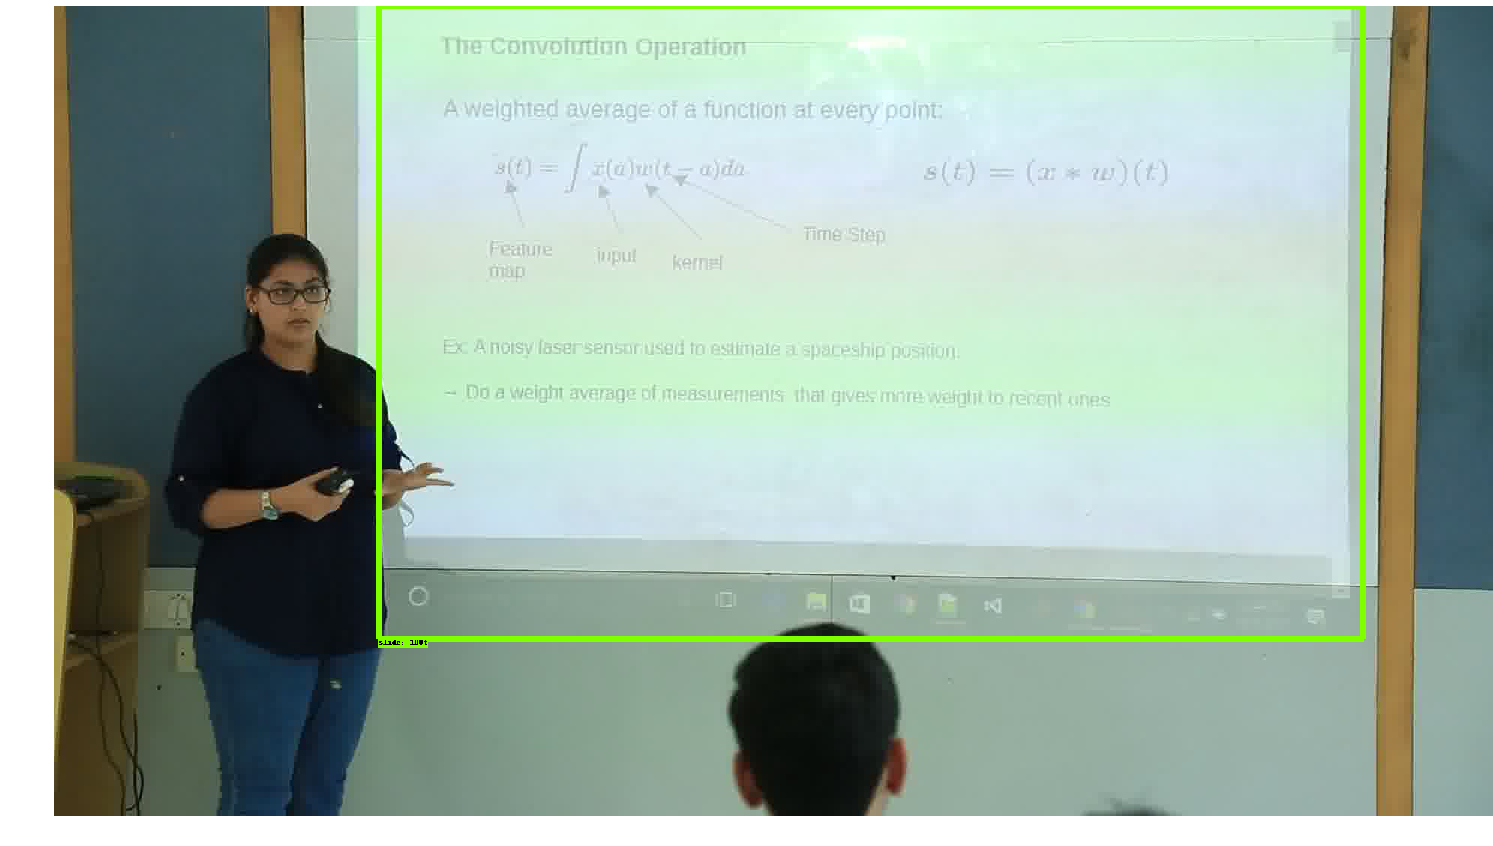 The Convolution Operation
A weighted average of a function at every point:
s(t) = ∫ x(a)w(t − a)da
s(t) = (x ∗ w)(t)
Feature map
input
kernel
Time Step
Ex: A noisy laser sensor used to estimate a spaceship position.
→ Do a weight average of measurements that gives more weight to recent ones
slide: 100%